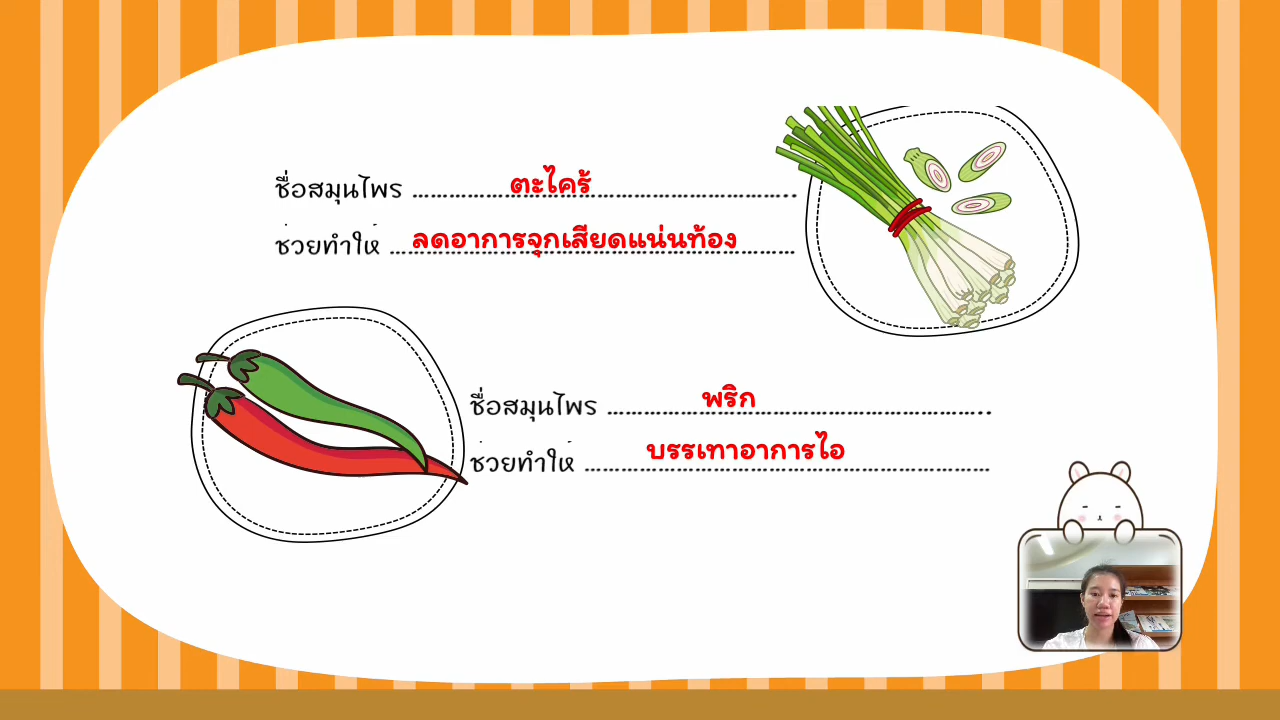 ชื่อสมุนไพร ........ตะไคร้........
ช่วยทำให้ ........ลดอาการจุกเสียดแน่นท้อง........
ชื่อสมุนไพร ........พริก........
ช่วยทำให้ ........บรรเทาอาการไอ........